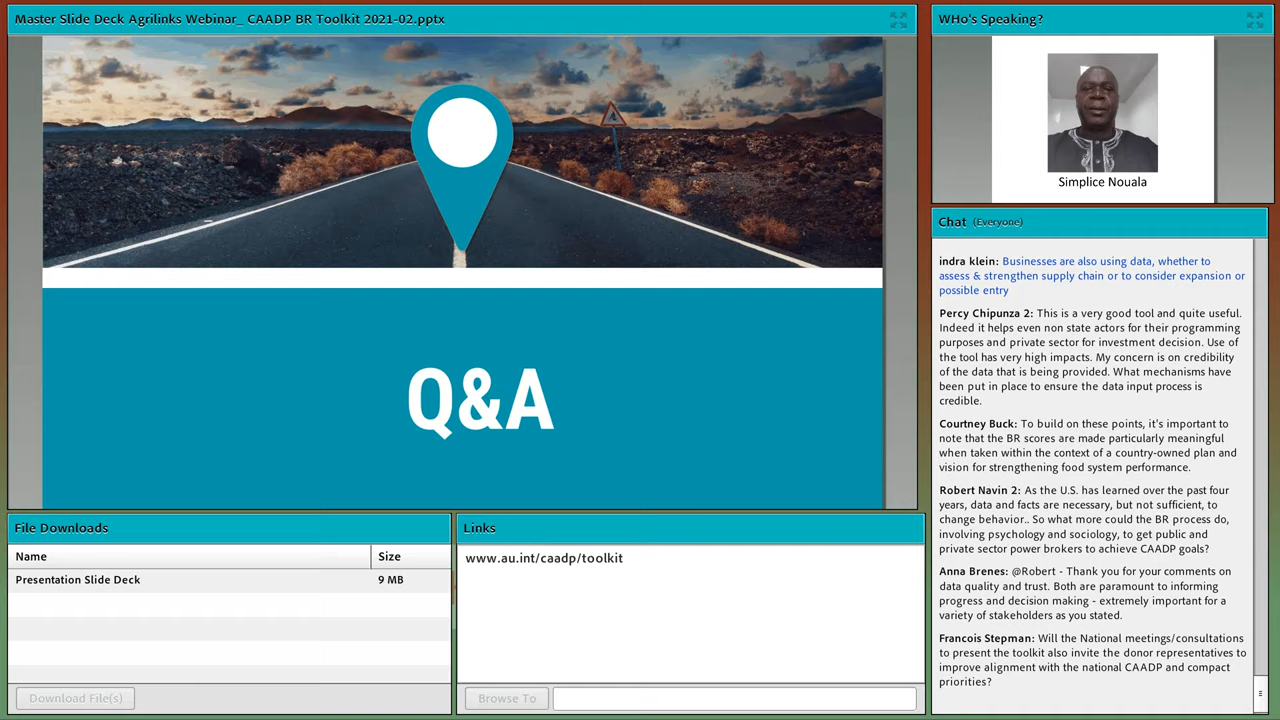 Master Slide Deck Agrilinks Webinar_ CAADP BR Toolkit 2021-02.pptx
Q&A
File Downloads
Name Size
Presentation Slide Deck 9 MB
Download File(s)
Links
www.au.int/caadp/toolkit
Browse To
WHo's Speaking?
Simplice Nouala
Chat (Everyone)
indra klein: Businesses are also using data, whether to
assess & strengthen supply chain or to consider expansion or
possible entry
Percy Chipunza 2: This is a very good tool and quite useful.
Indeed it helps even non state actors for their programming
purposes and private sector for investment decision. Use of
the tool has very high impacts. My concern is on credibility
of the data that is being provided. What mechanisms have
been put in place to ensure the data input process is
credible.
Courtney Buck: To build on these points, it's important to
note that the BR scores are made particularly meaningful
when taken within the context of a country-owned plan and
vision for strengthening food system performance.
Robert Navin 2: As the U.S. has learned over the past four
years, data and facts are necessary, but not sufficient, to
change behavior.. So what more could the BR process do,
involving psychology and sociology, to get public and
private sector power brokers to achieve CAADP goals?
Anna Brenes: @Robert - Thank you for your comments on
data quality and trust. Both are paramount to informing
progress and decision making - extremely important for a
variety of stakeholders as you stated.
Francois Stepman: Will the National meetings/consultations
to present the toolkit also invite the donor representatives to
improve alignment with the national CAADP and compact
priorities?